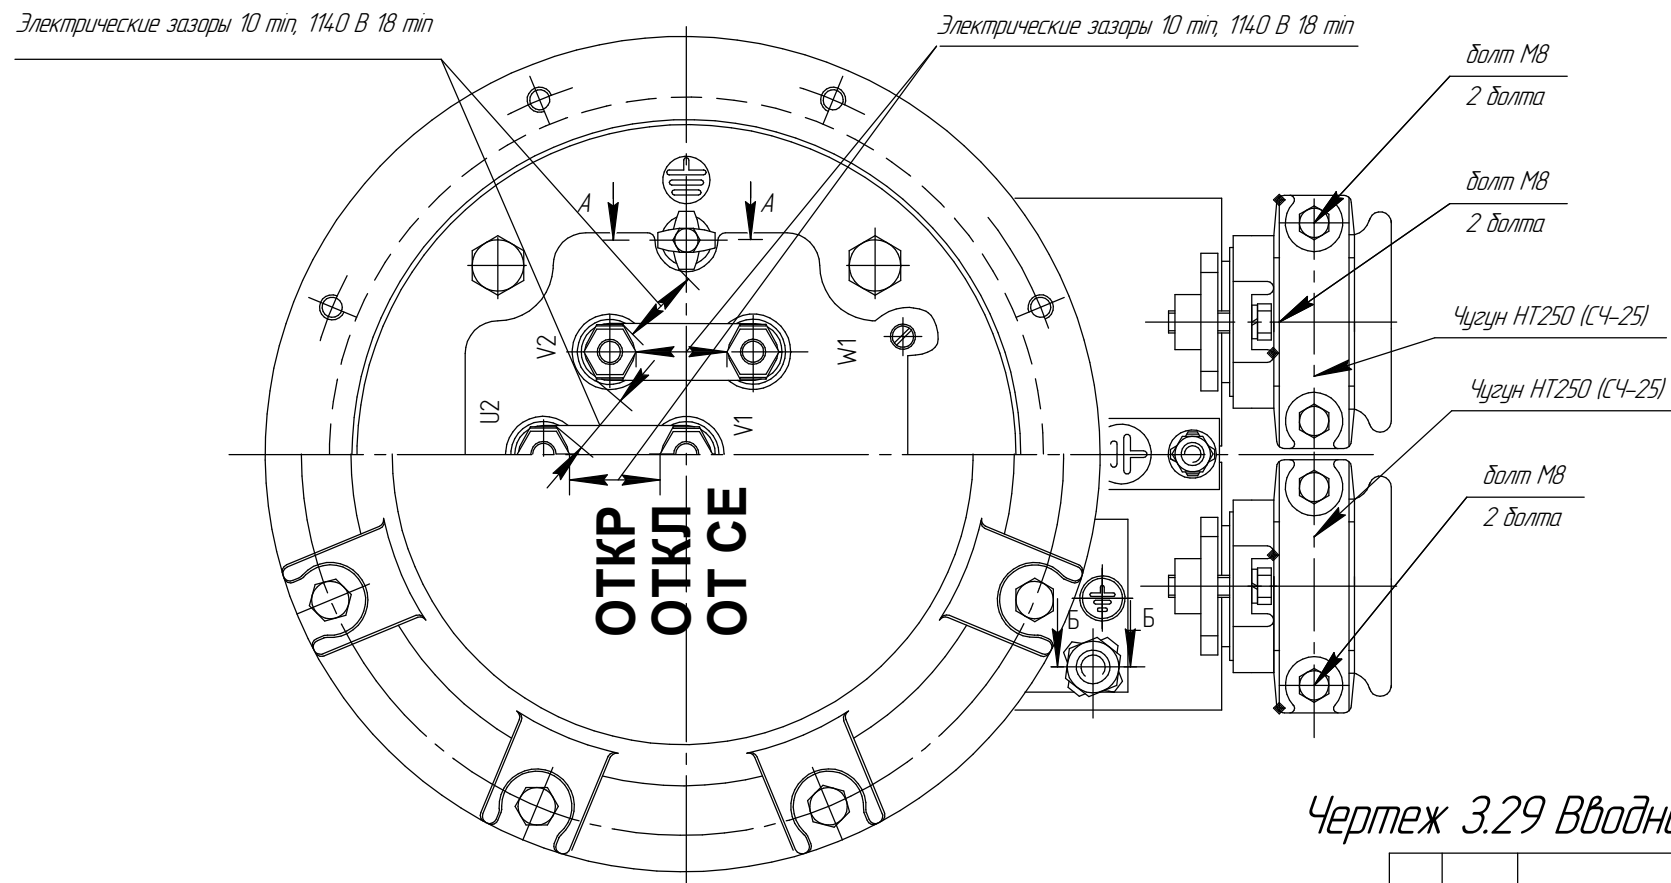 Электрические зазоры 10 min, 1140 В 18 min
Электрические зазоры 10 min, 1140 В 18 min
болт М8
2 болта
болт М8
2 болта
А
А
V2
W1
Чугун НТ250 (СЧ-25)
Чугун НТ250 (СЧ-25)
U2
V1
болт М8
2 болта
ОТКР
ОТКЛ
ОТ СЕ
Б
Б
Чертеж 3.29